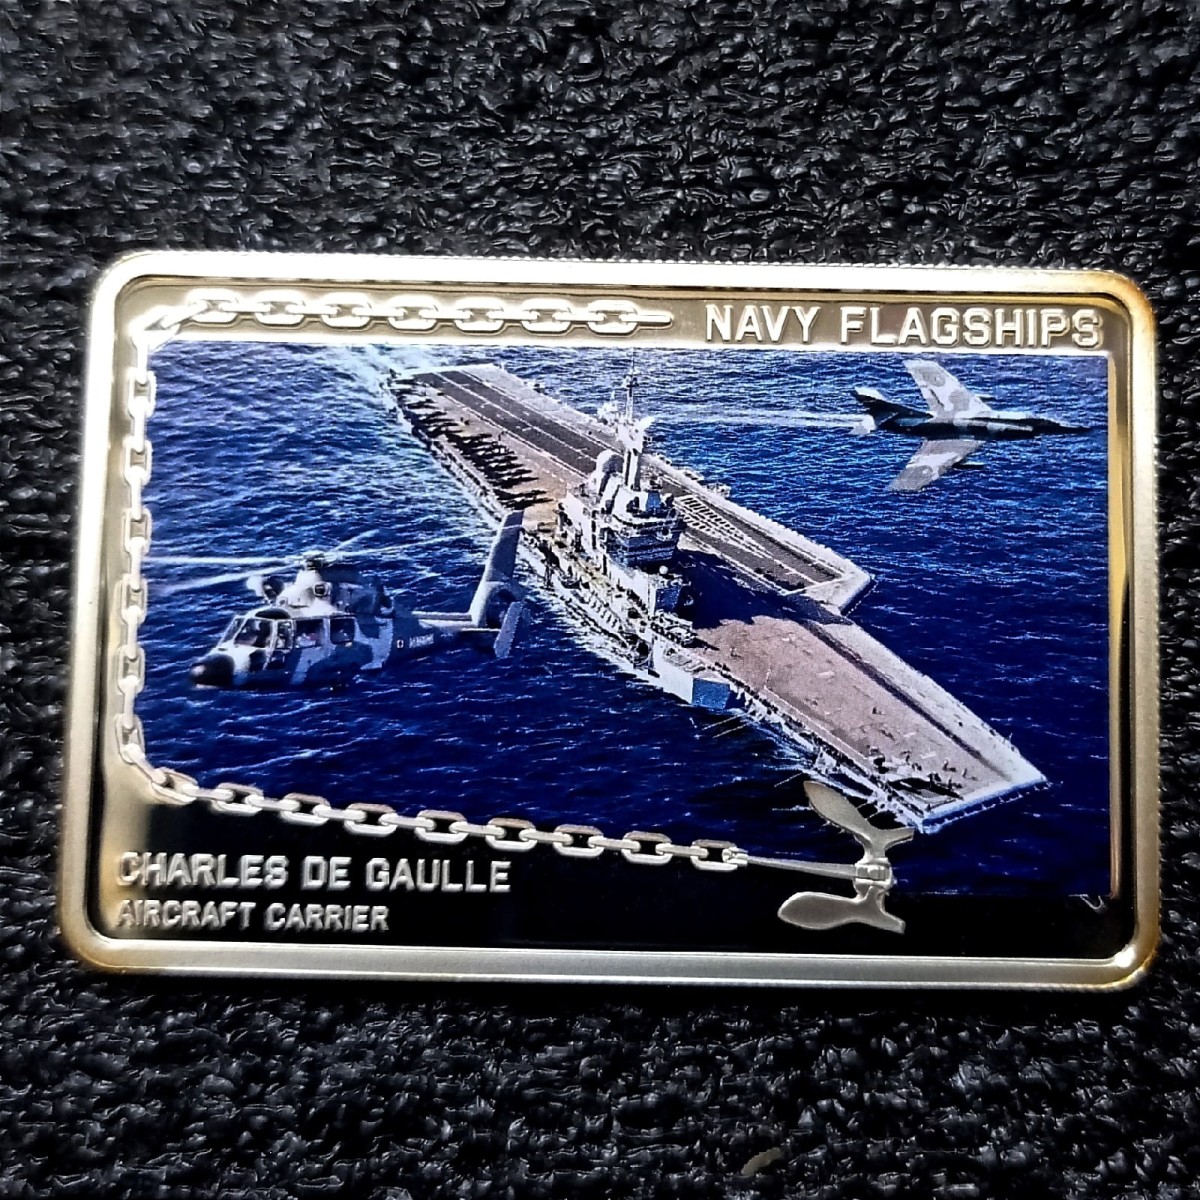 NAVY FLAGSHIPS
CHARLES DE GAULLE
AIRCRAFT CARRIER